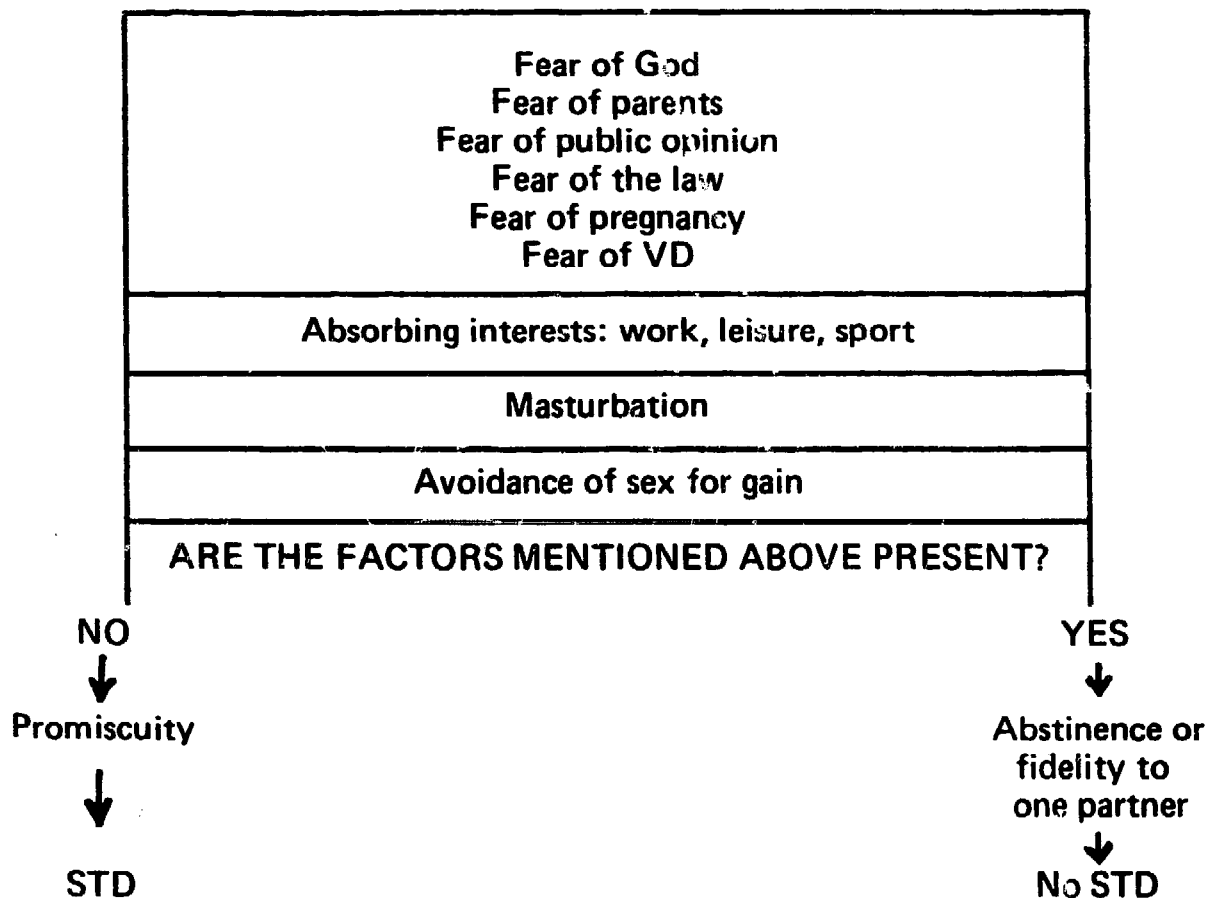 Fear of God
Fear of parents
Fear of public opinion
Fear of the law
Fear of pregnancy
Fear of VD
Absorbing interests: work, leisure, sport
Masturbation
Avoidance of sex for gain
ARE THE FACTORS MENTIONED ABOVE PRESENT?
NO
Promiscuity
STD
YES
Abstinence or
fidelity to
one partner
No STD